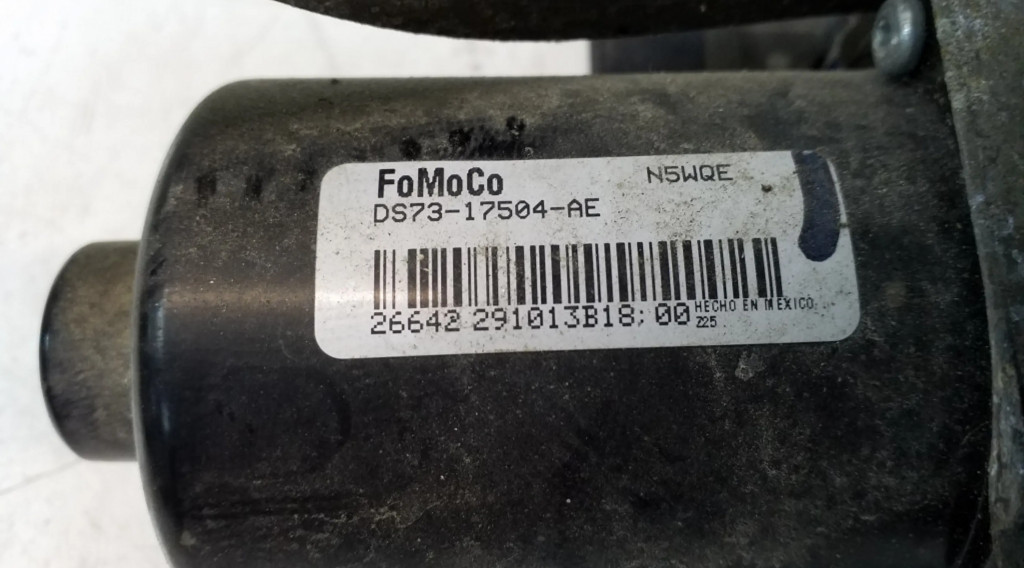 FoMoCo N5WQE
DS73-17504-AE
26642 291013B18:00 HECHO EN MEXICO
Z25